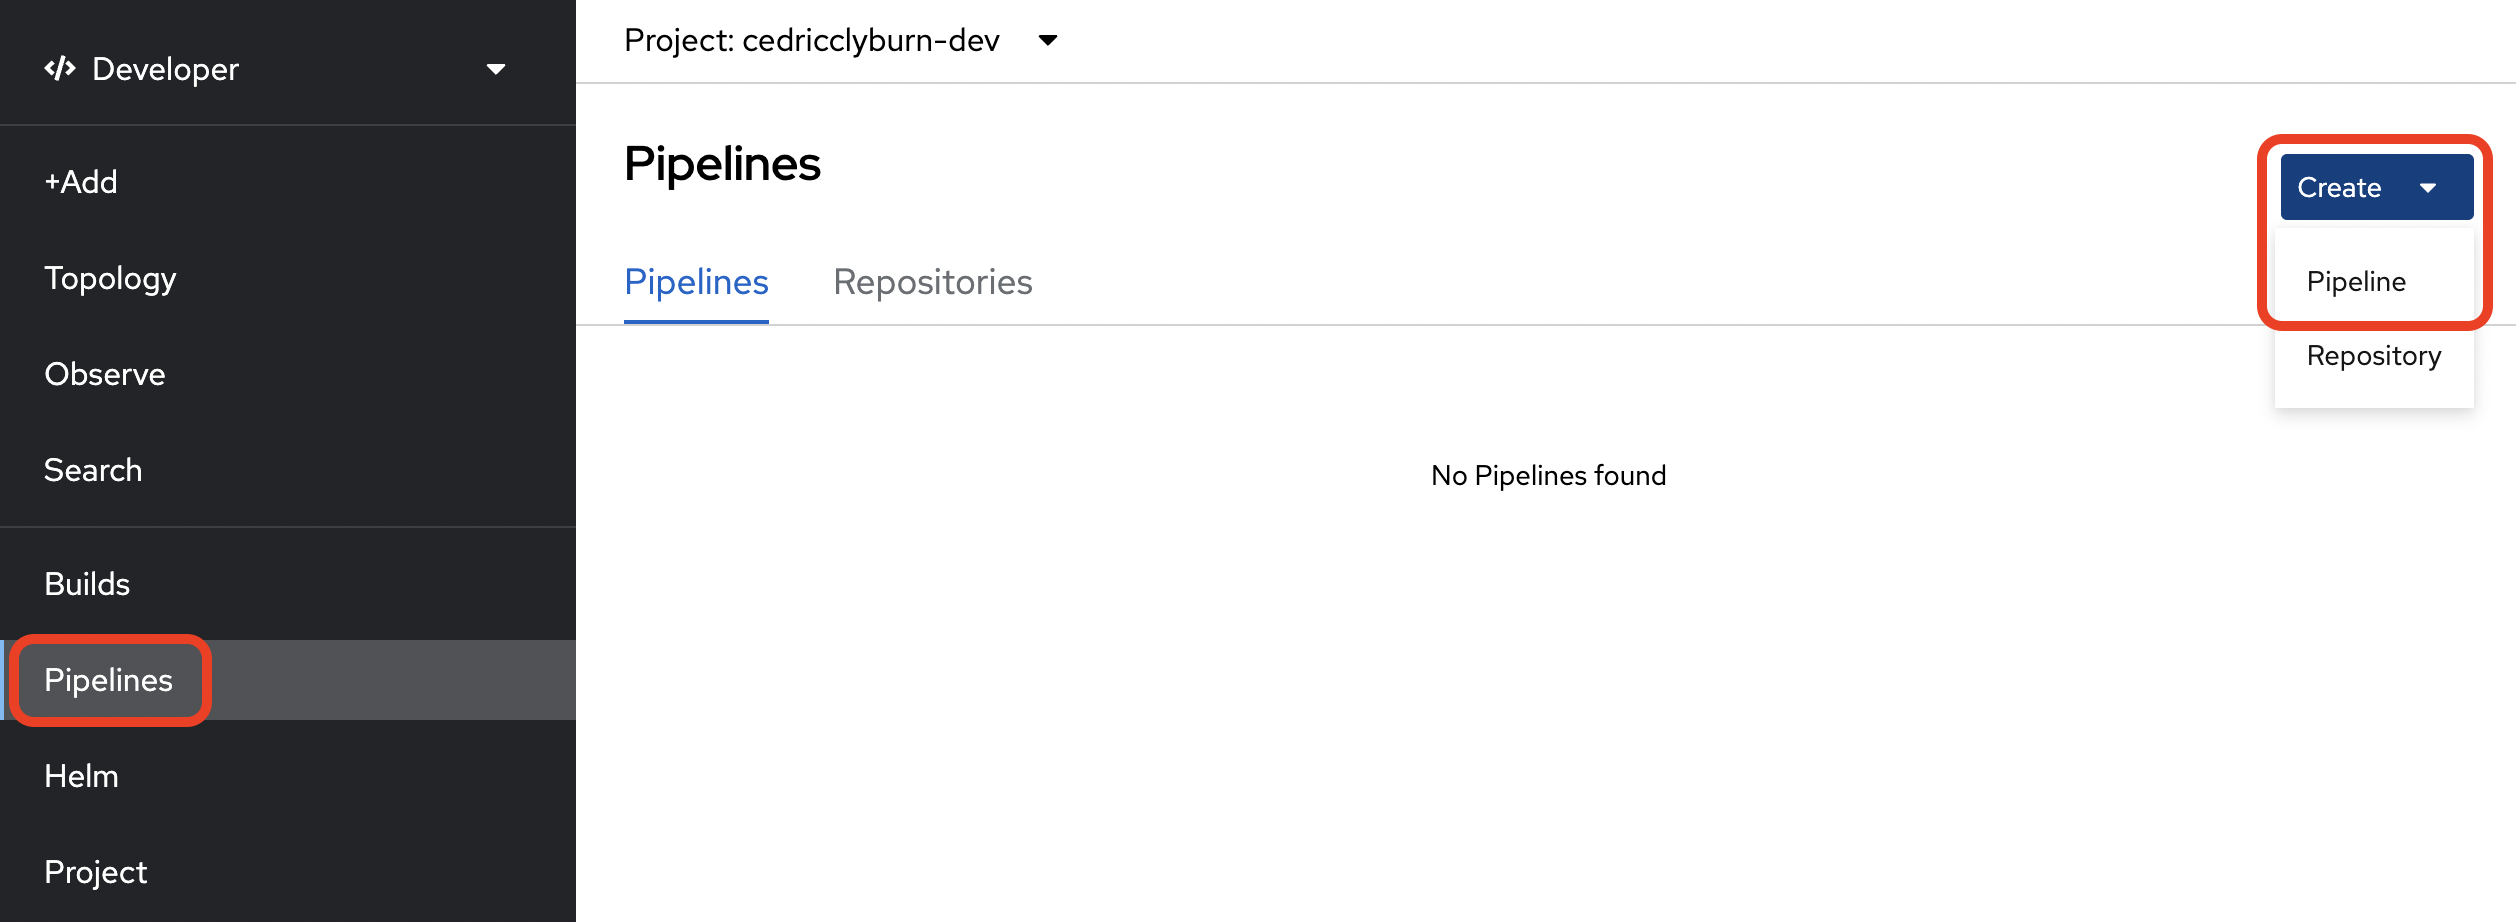 Developer
+Add
Topology
Observe
Search
Builds
Pipelines
Helm
Project
Project: cedricclyburn-dev
Pipelines
Create
Pipeline
Repository
Pipelines Repositories
No Pipelines found